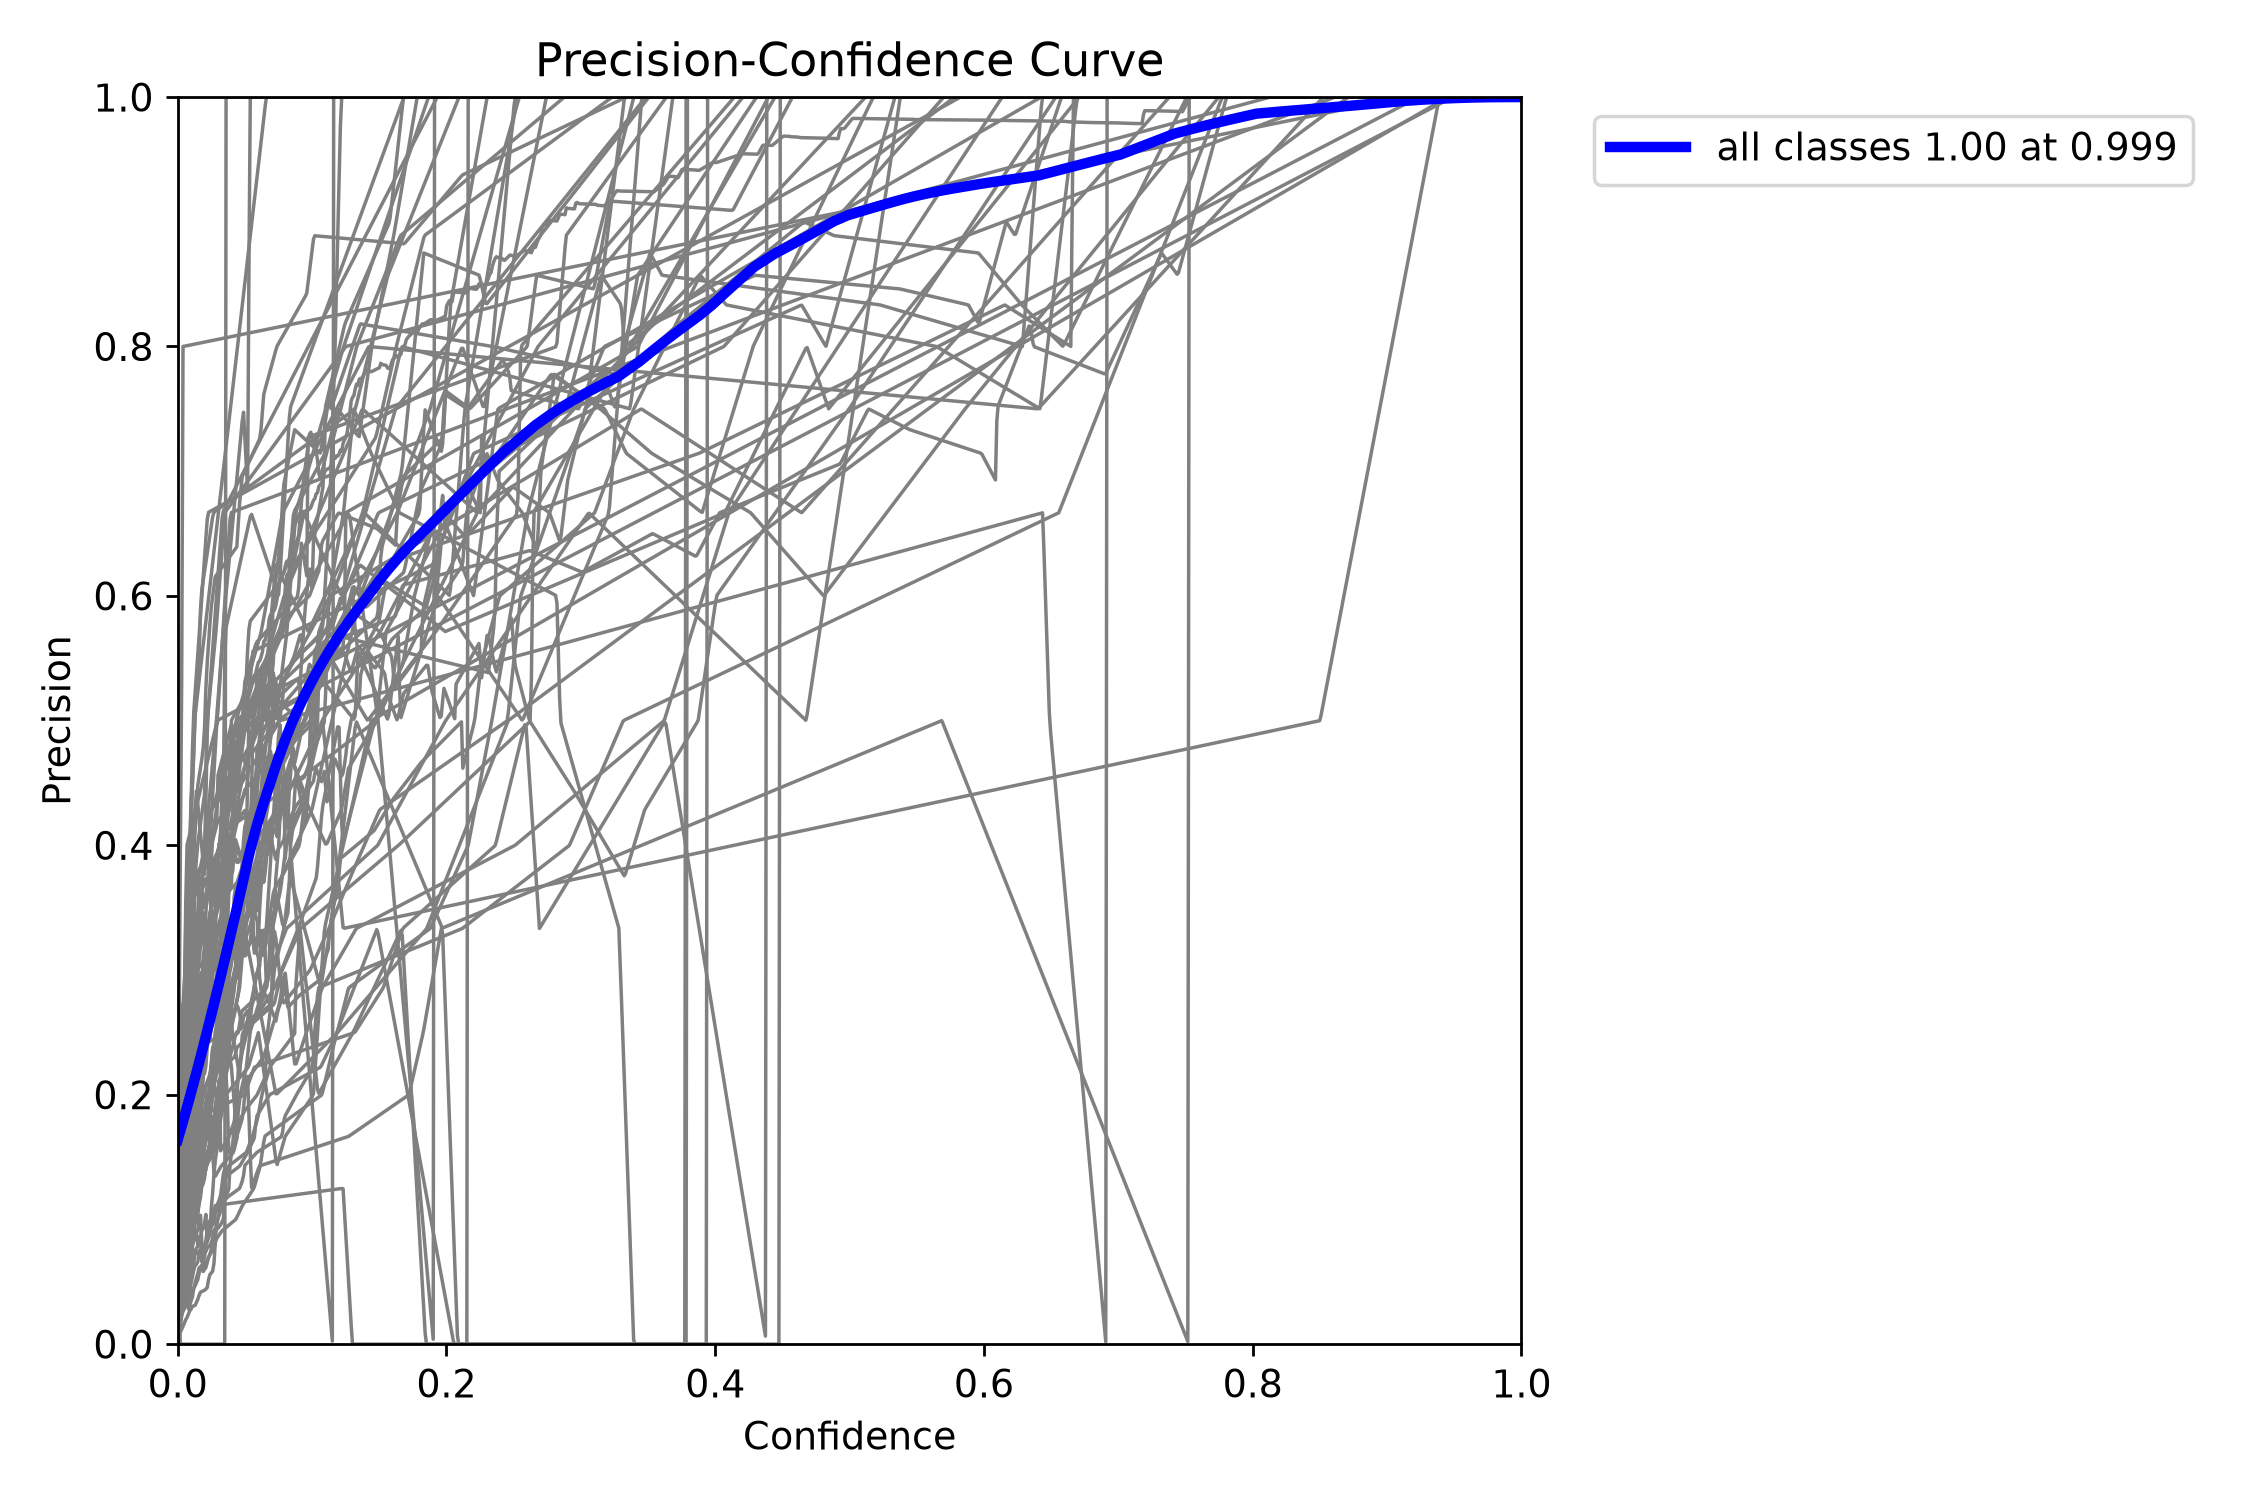 Precision-Confidence Curve
all classes 1.00 at 0.999
Precision
1.0
0.8
0.6
0.4
0.2
0.0
0.0 0.2 0.4 0.6 0.8 1.0
Confidence